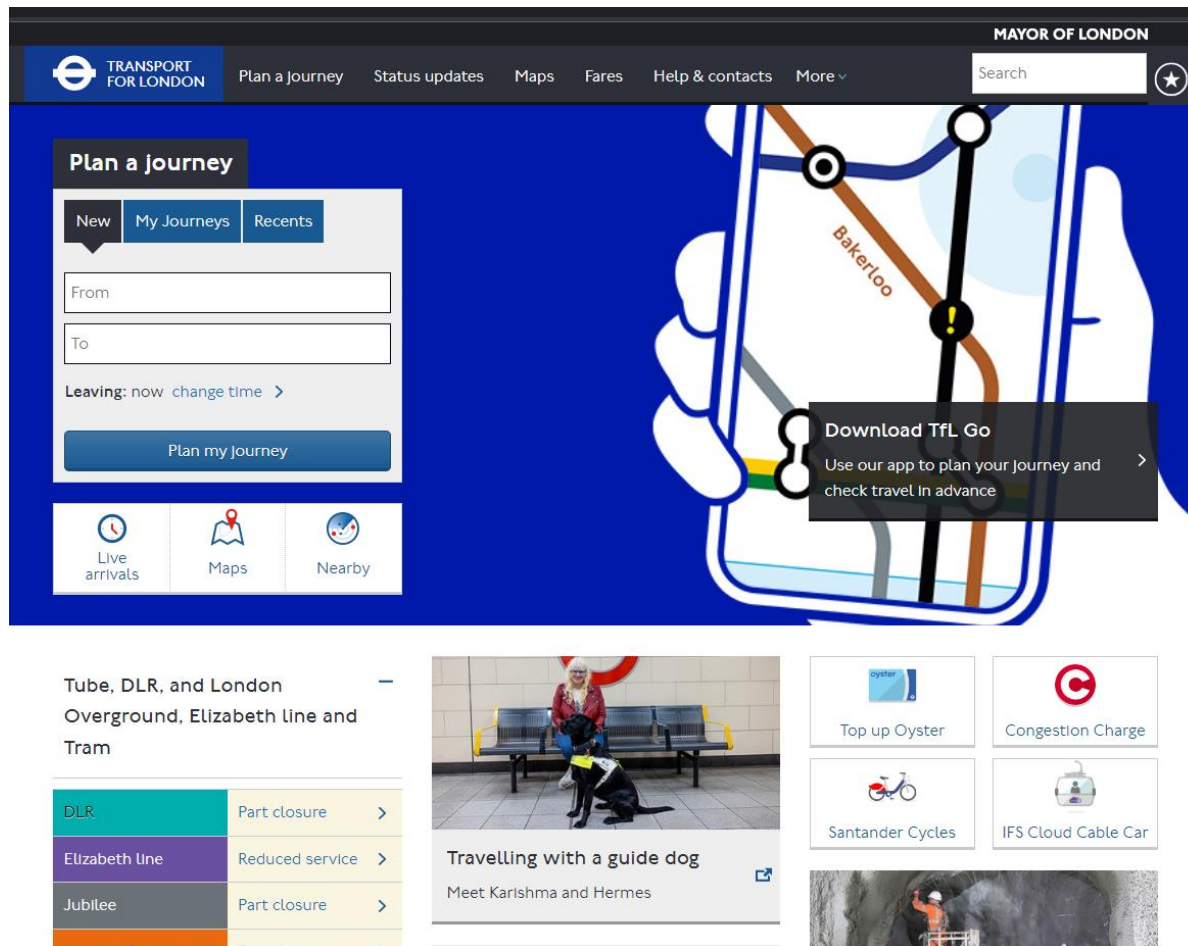 MAYOR OF LONDON
TRANSPORT
FOR LONDON
Plan a journey
Status updates
Maps
Fares
Help & contacts
More
Search
Plan a journey
New
My Journeys
Recents
From
To
Leaving: now change time
Plan my journey
Live
arrivals
Maps
Nearby
Bakerloo
!
Download TfL Go
Use our app to plan your journey and
check travel in advance
Tube, DLR, and London
Overground, Elizabeth line and
Tram
DLR
Part closure
Elizabeth line
Reduced service
Jubilee
Part closure
Travelling with a guide dog
Meet Karishma and Hermes
oyster
Top up Oyster
C
Congestion Charge
Santander Cycles
IFS Cloud Cable Car